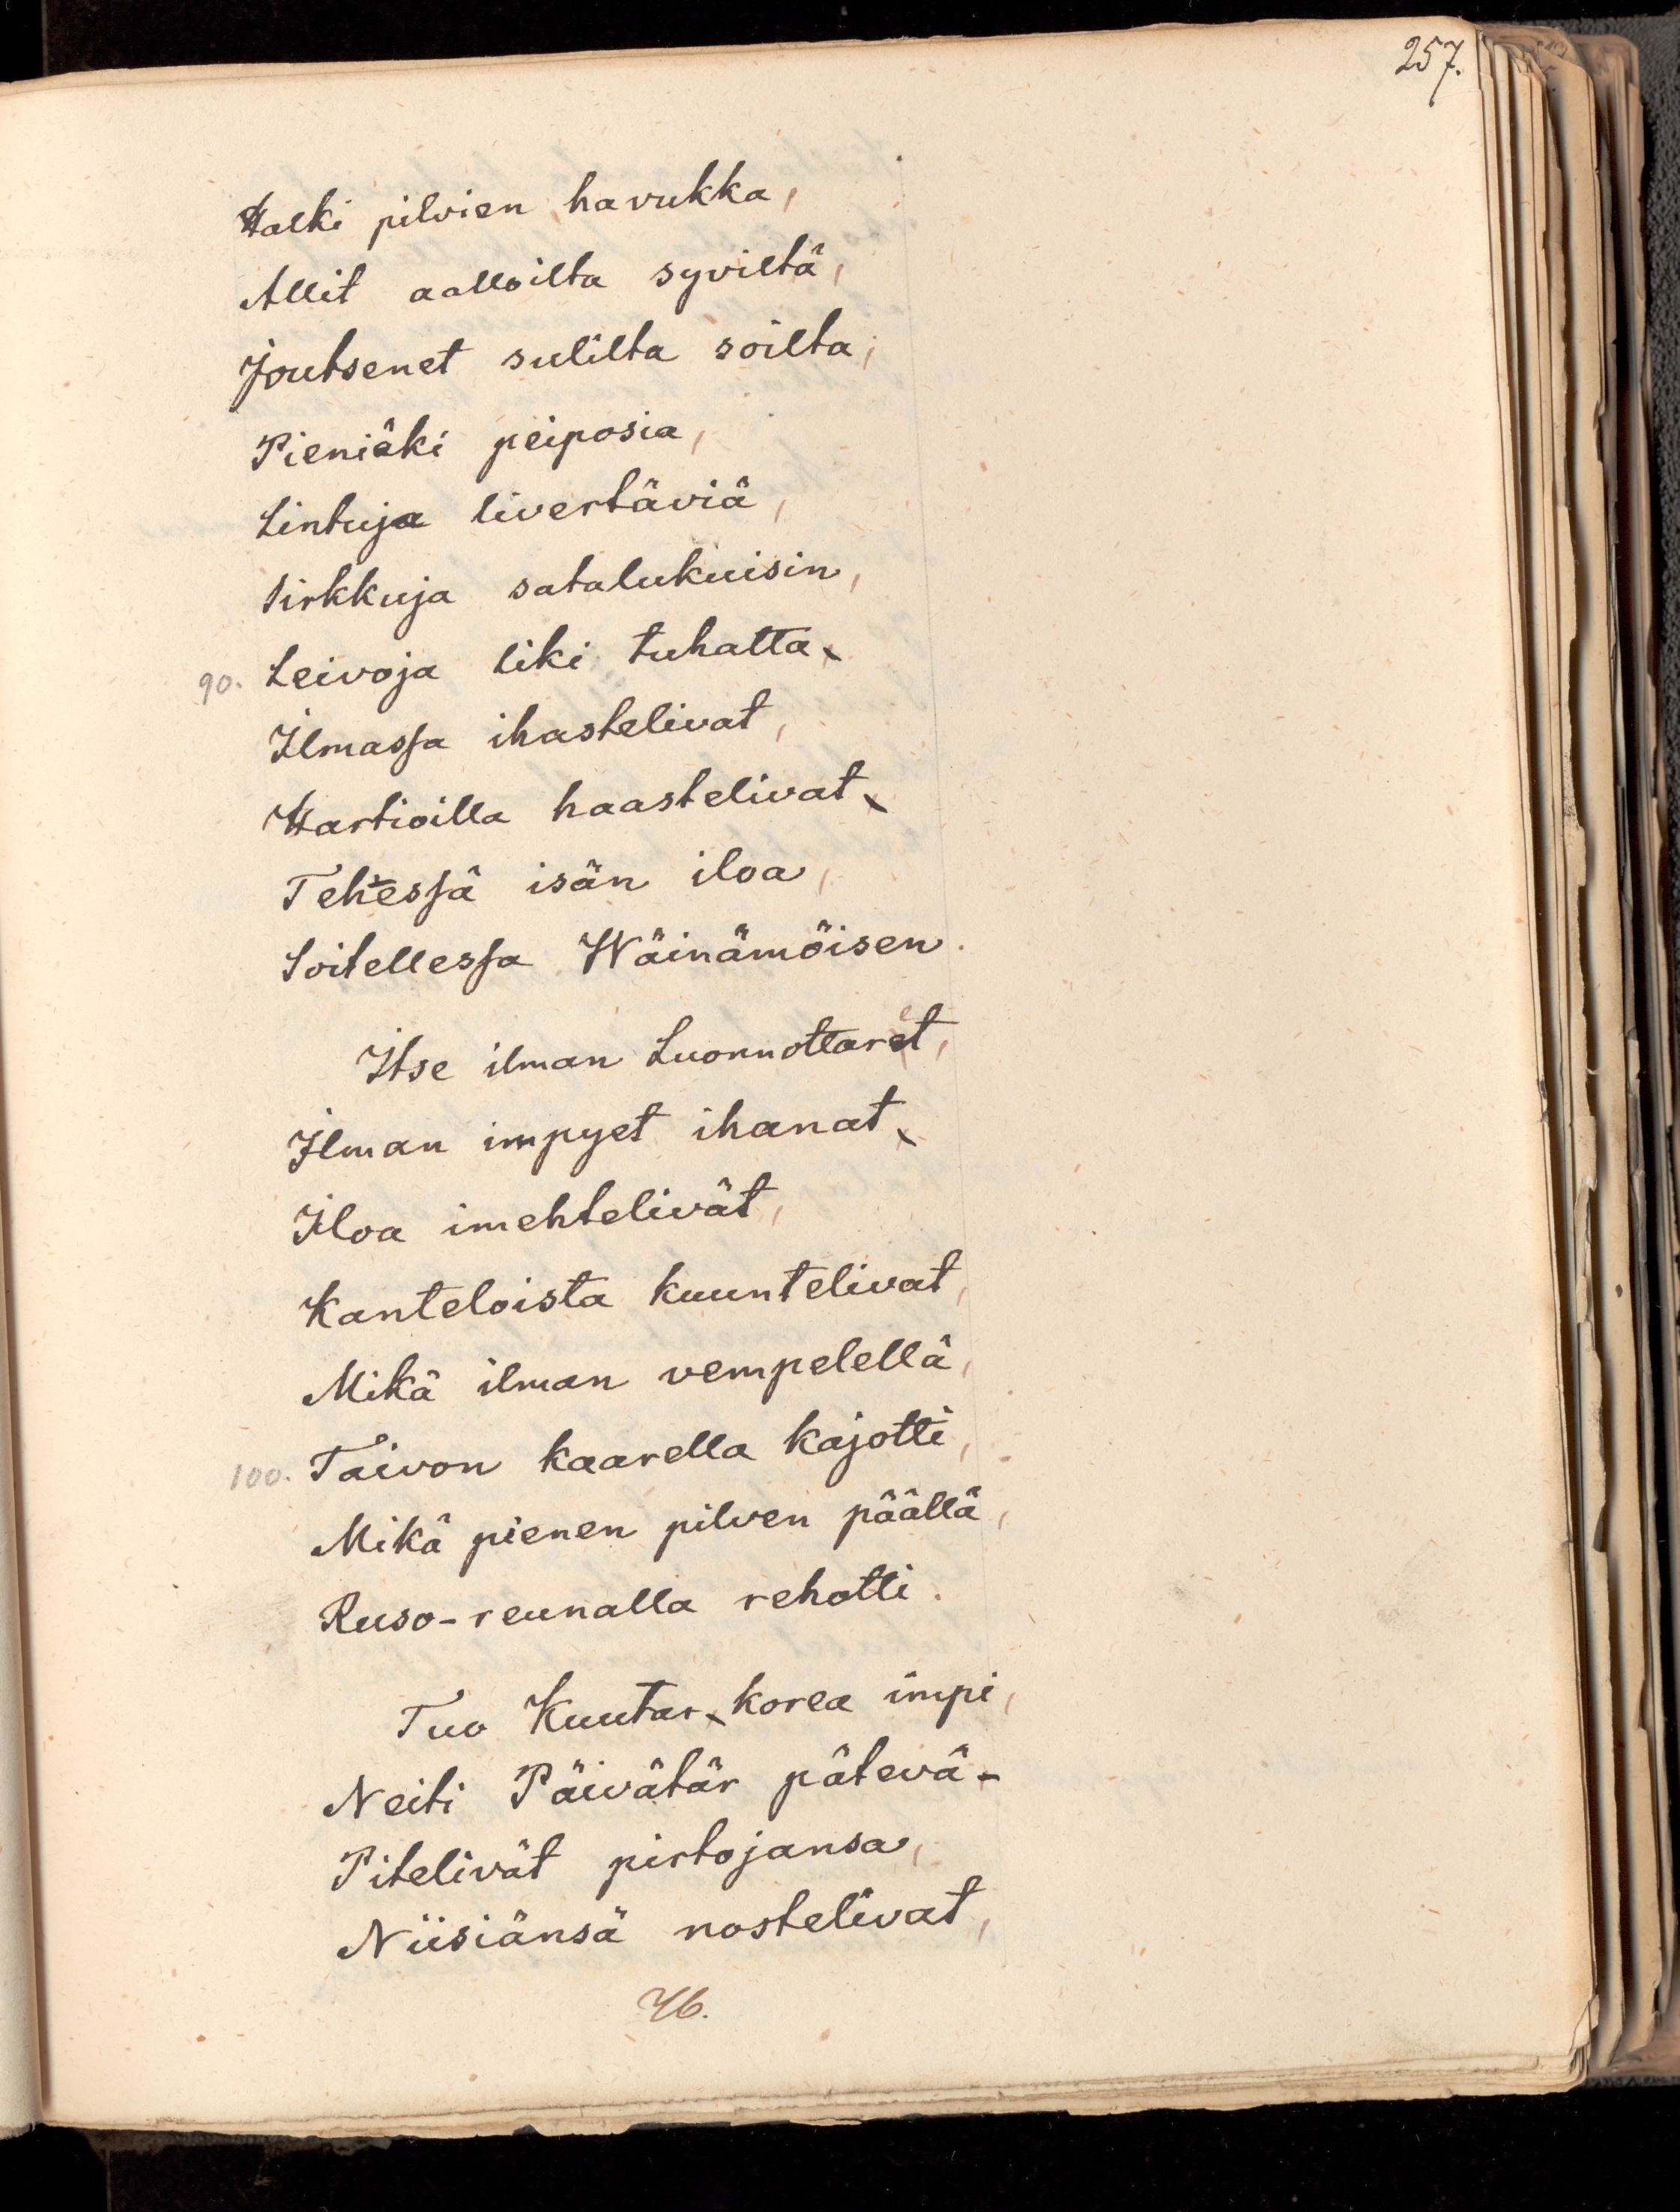 257.
Halki pilvien havukka,
Allit aalloilta syviltä,
Joutsenet sulilta soilta;
Pieniäki peiposia,
Lintuja livertäviä,
Sirkkuja satalukuisin,
90. Leivoja liki tuhatta,
Ilmassa ihastelivat,
Hartioilla haastelivat,
Tehessä isän iloa,
Soitellessa Wäinämöisen.
Itse ilman Luonnottaret,
Ilman impyet ihanat,
Iloa imehtelivät,
Kanteloista kuuntelivat,
Mikä ilman vempelellä,
100. Taivon kaarella kajotti,
Mikä pienen pilven päällä,
Ruso-reunalla rehotti.
Tuo Kuutar, korea impi,
Neiti Päivätär pätevä-
Pitelivät pirtojansa,
Niisiänsä nostelivat,
46.